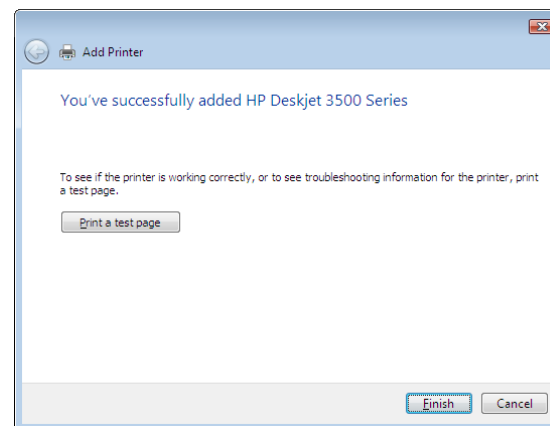 Add Printer
You've successfully added HP Deskjet 3500 Series
To see if the printer is working correctly, or to see troubleshooting information for the printer, print
a test page.
Print a test page
Finish Cancel